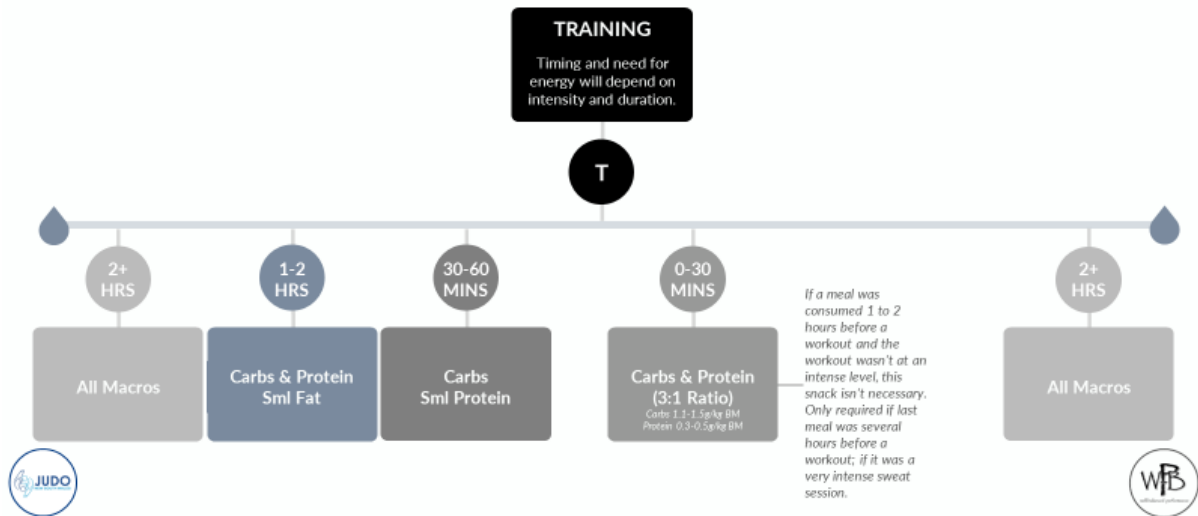 TRAINING
Timing and need for
energy will depend on
intensity and duration.
T
2+
HRS
1-2
HRS
30-60
MINS
0-30
MINS
2+
HRS
All Macros
Carbs & Protein
Sml Fat
Carbs
Sml Protein
Carbs & Protein
(3:1 Ratio)
Carbs 1.1-1.5g/kg BM
Protein 0.3-0.5g/kg BM
If a meal was
consumed 1 to 2
hours before a
workout and the
workout wasn't at an
intense level, this
snack isn't necessary.
Only required if last
meal was several
hours before a
workout; if it was a
very intense sweat
session.
All Macros
JUDO
WPB